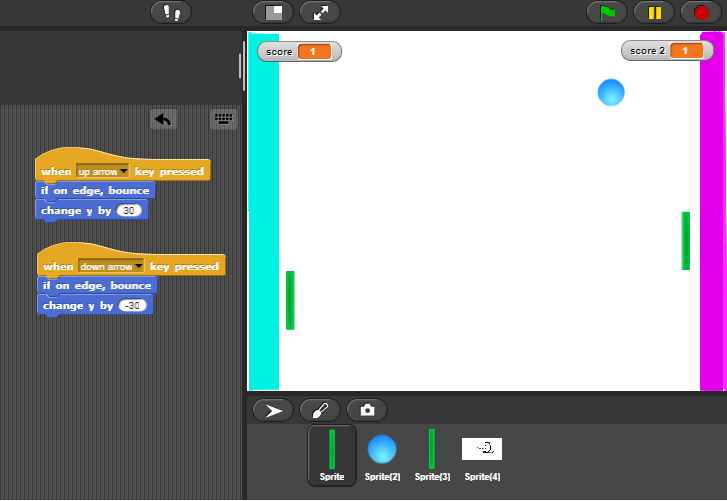 score 1
score 2 1
when up arrow key pressed
if on edge, bounce
change y by 30
when down arrow key pressed
if on edge, bounce
change y by -30
Sprite
Sprite(2)
Sprite(3)
Sprite(4)